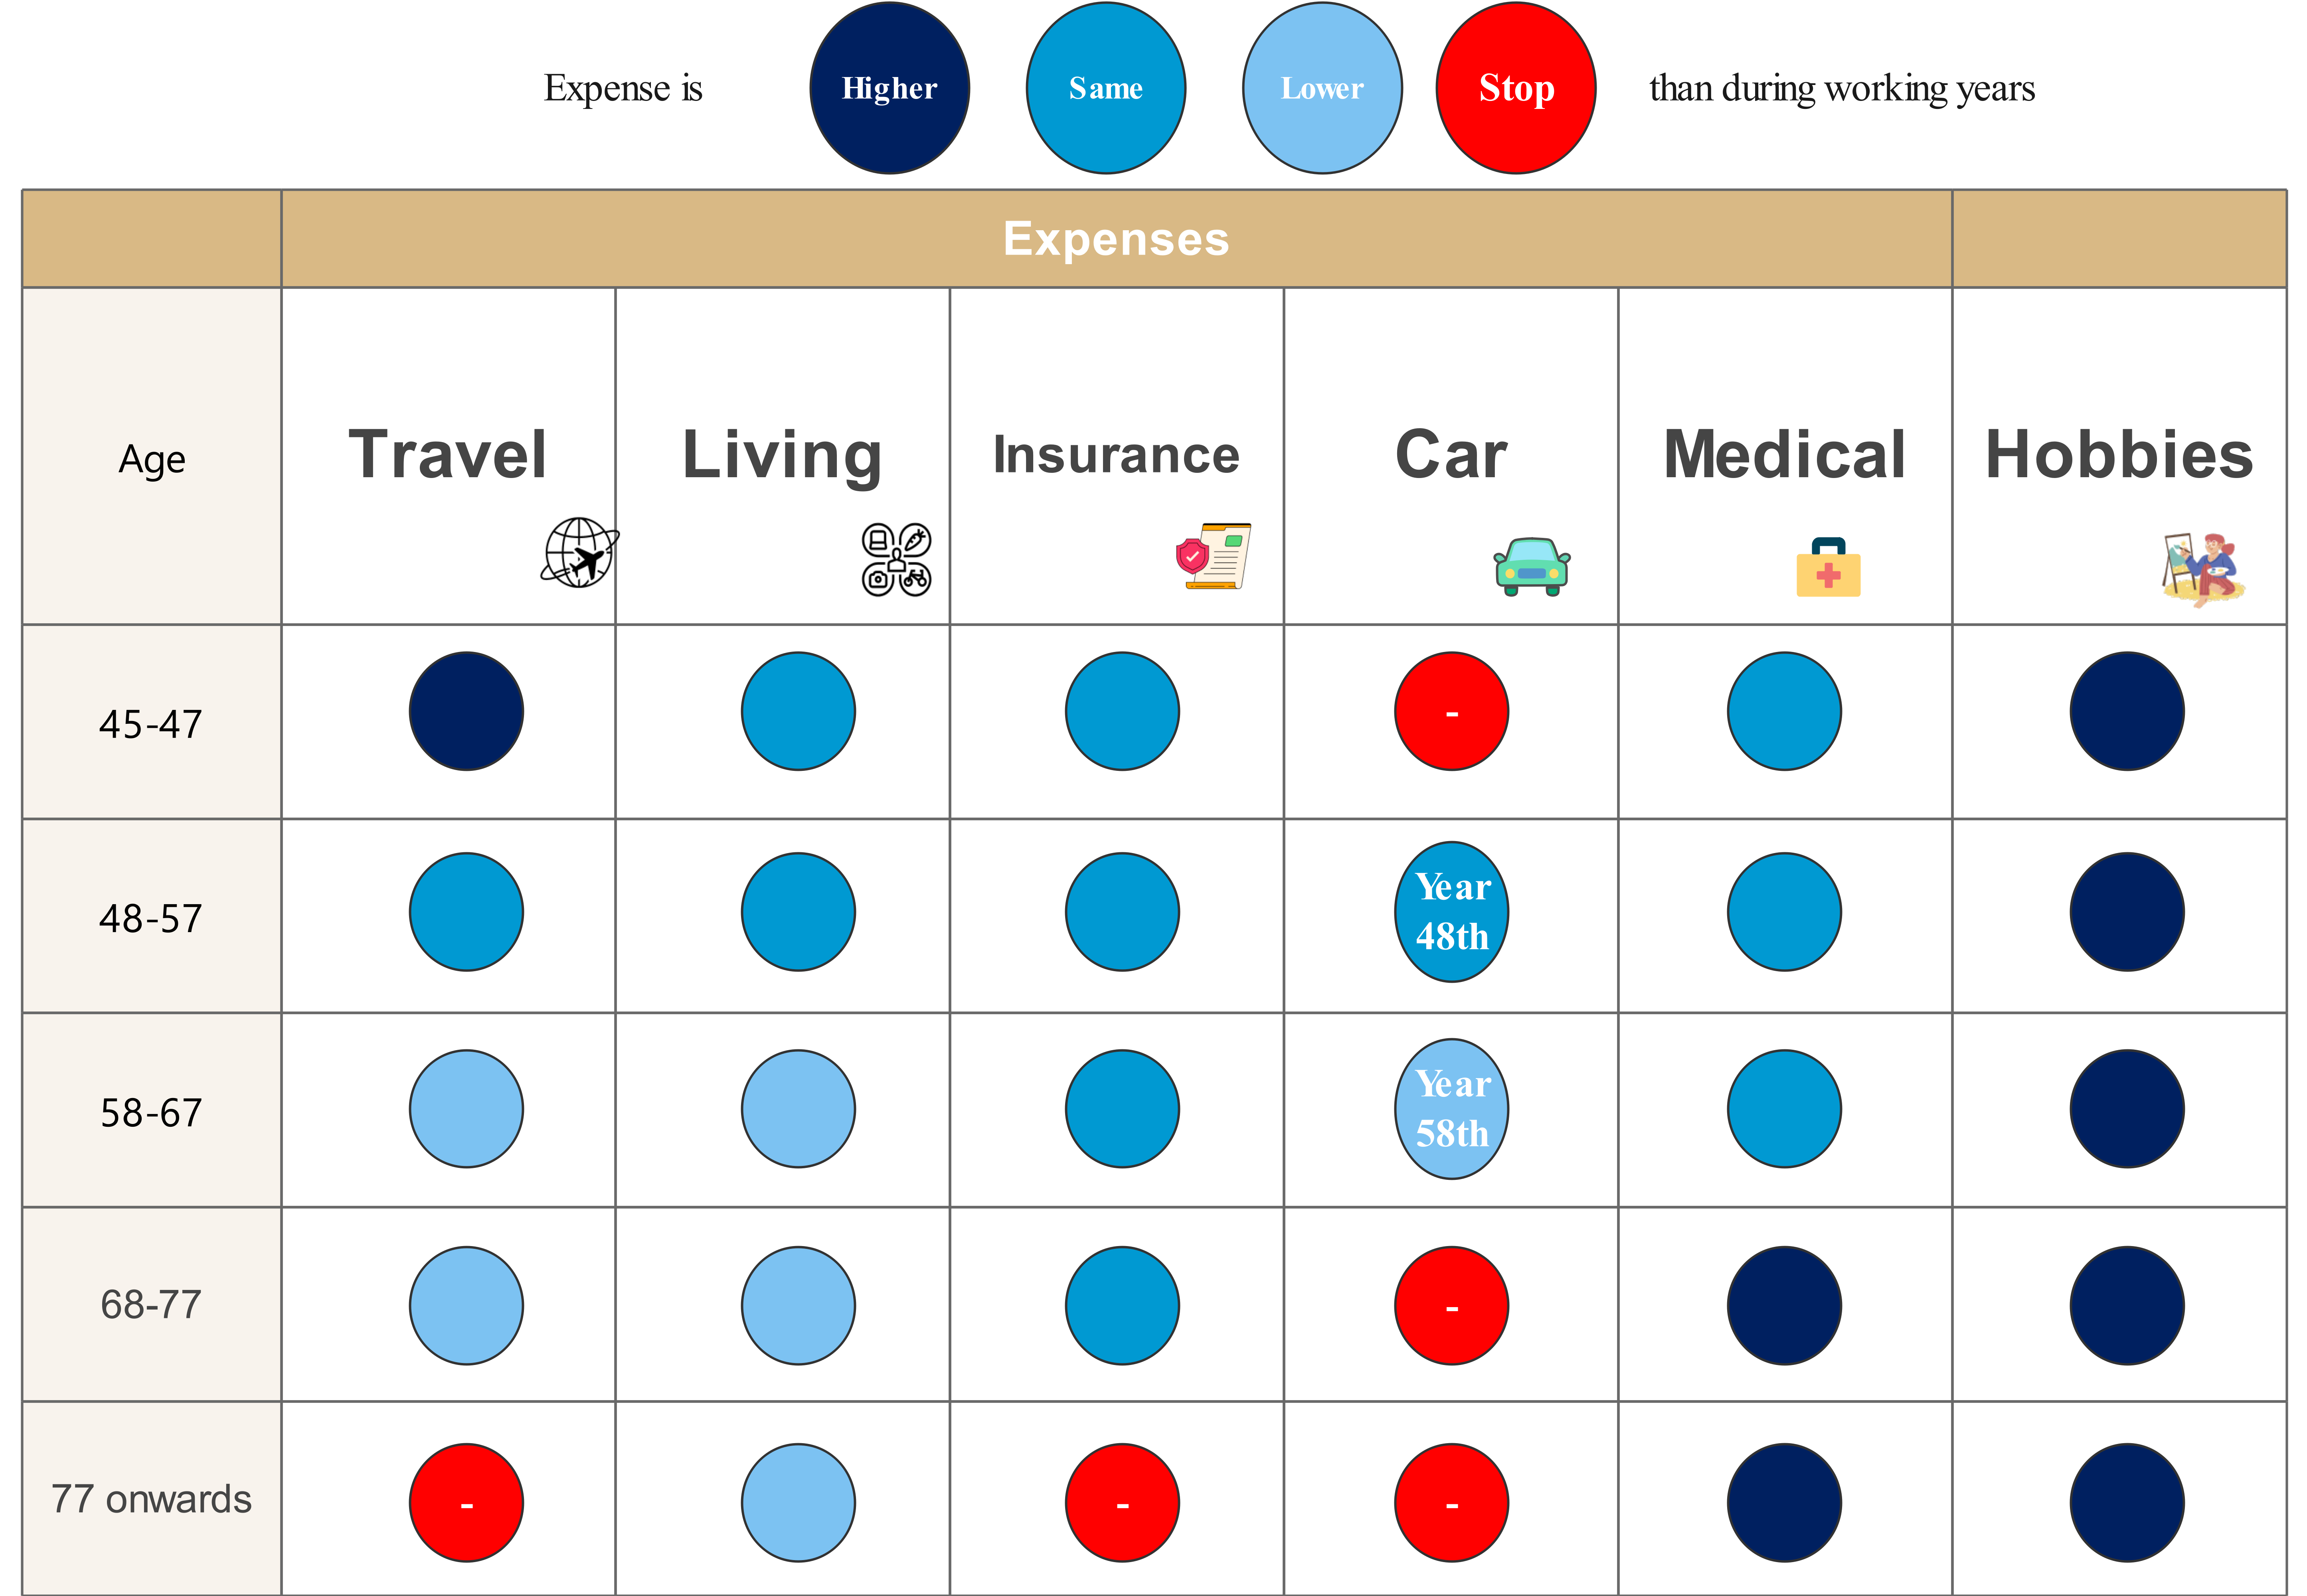 Expense is Higher Same Lower Stop than during working years
Expenses
Age Travel Living Insurance Car Medical Hobbies
45-47 -
48-57 Year
48th
58-67 Year
58th
68-77 -
77 onwards - - -